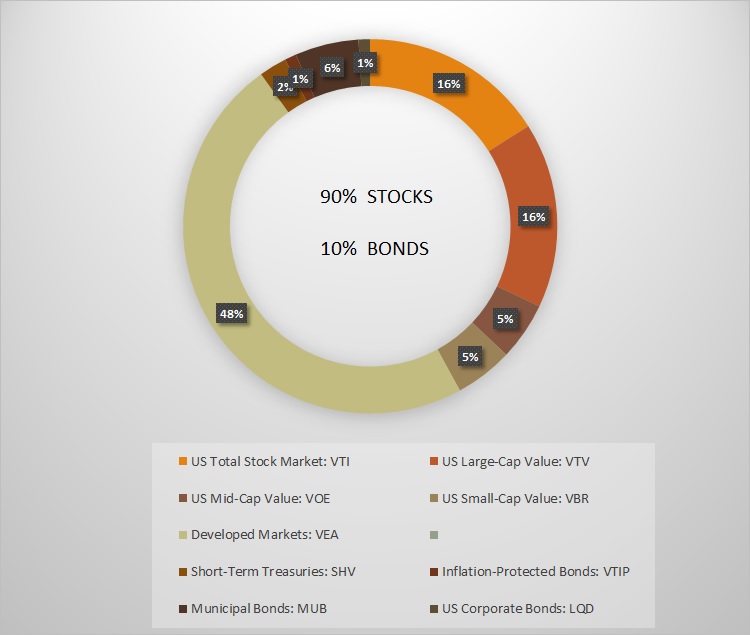 2%
1%
6%
1%
16%
90% STOCKS
16%
10% BONDS
48%
5%
5%
US Total Stock Market: VTI
US Large-Cap Value: VTV
US Mid-Cap Value: VOE
US Small-Cap Value: VBR
Developed Markets: VEA
Short-Term Treasuries: SHV
Inflation-Protected Bonds: VTIP
Municipal Bonds: MUB
US Corporate Bonds: LQD